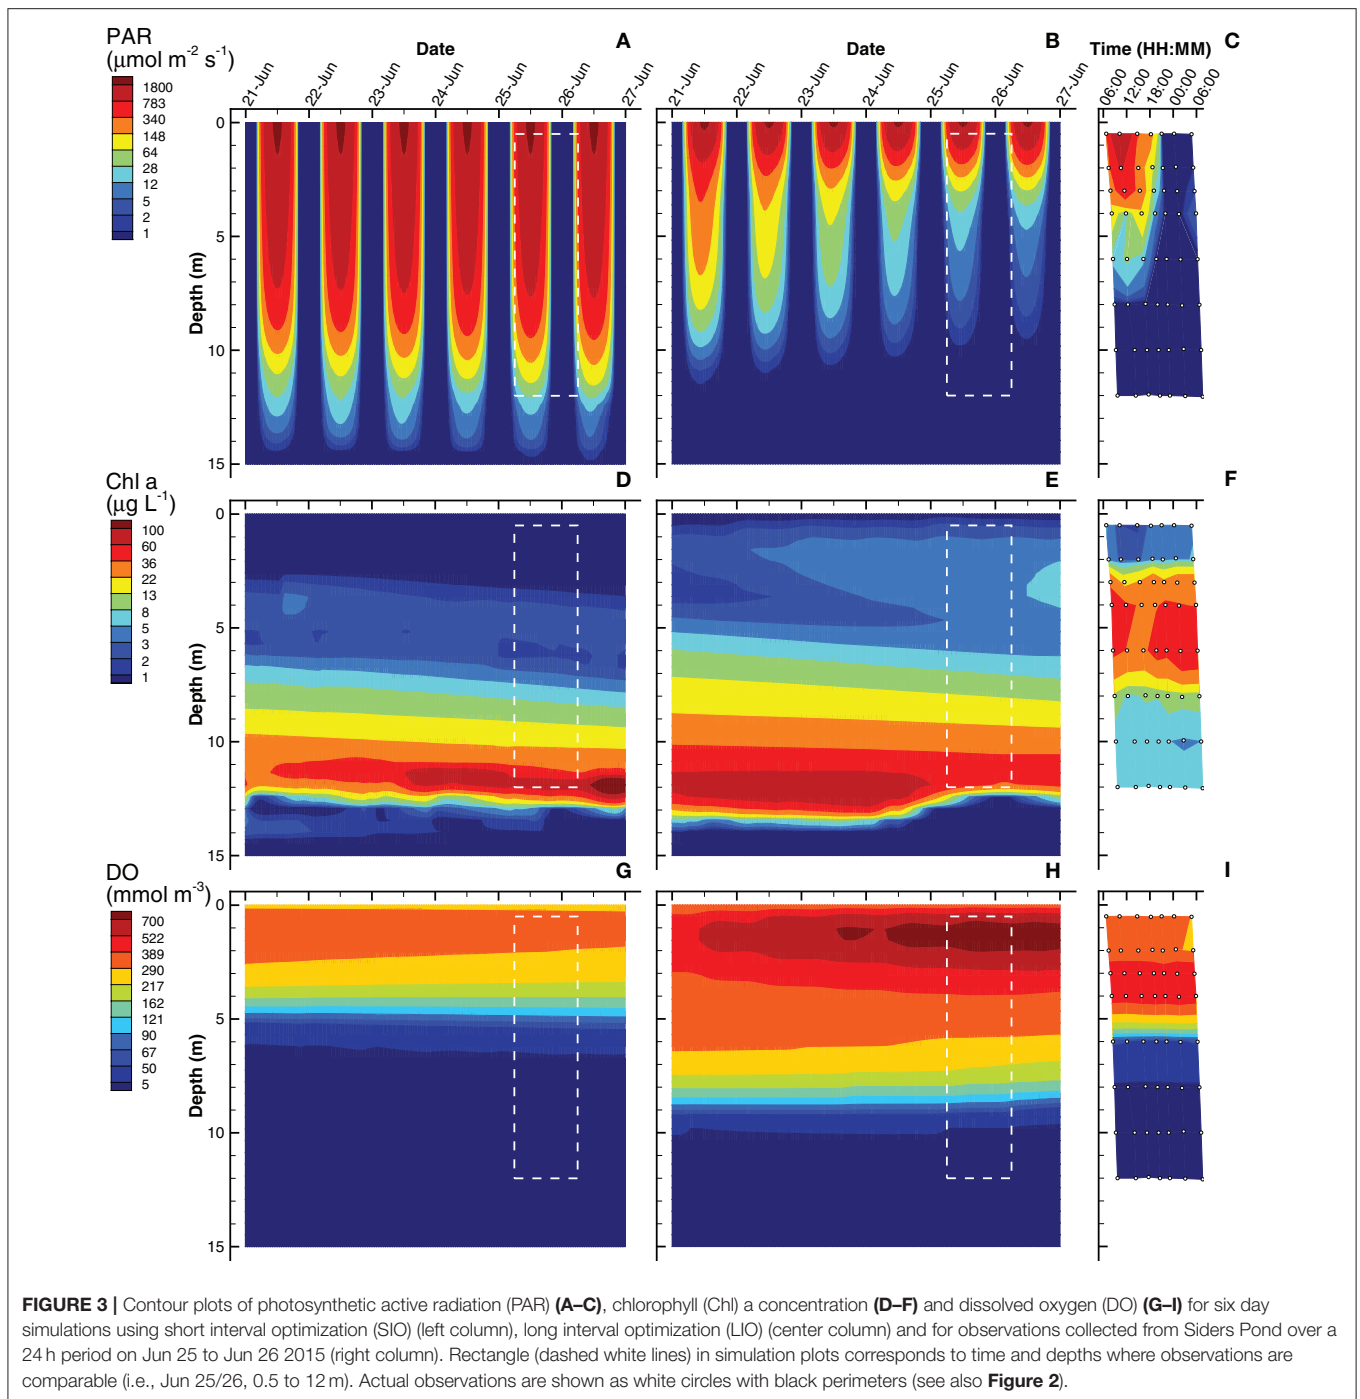 PAR
(µmol m-2 s-1)
1800
783
340
148
64
28
12
5
2
1
Date
A
21-Jun
22-Jun
23-Jun
24-Jun
25-Jun
26-Jun
27-Jun
Depth (m)
0
5
10
15
Date
B
21-Jun
22-Jun
23-Jun
24-Jun
25-Jun
26-Jun
27-Jun
Time (HH:MM)
C
06:00
12:00
18:00
00:00
06:00
Chl a
(µg L-1)
100
60
36
22
13
8
5
3
2
1
D
Depth (m)
0
5
10
15
E
F
DO
(mmol m-3)
700
522
389
290
217
162
121
90
67
50
5
G
Depth (m)
0
5
10
15
H
I
FIGURE 3 | Contour plots of photosynthetic active radiation (PAR) (A–C), chlorophyll (Chl) a concentration (D–F) and dissolved oxygen (DO) (G–I) for six day
simulations using short interval optimization (SIO) (left column), long interval optimization (LIO) (center column) and for observations collected from Siders Pond over a
24 h period on Jun 25 to Jun 26 2015 (right column). Rectangle (dashed white lines) in simulation plots corresponds to time and depths where observations are
comparable (i.e., Jun 25/26, 0.5 to 12 m). Actual observations are shown as white circles with black perimeters (see also Figure 2).